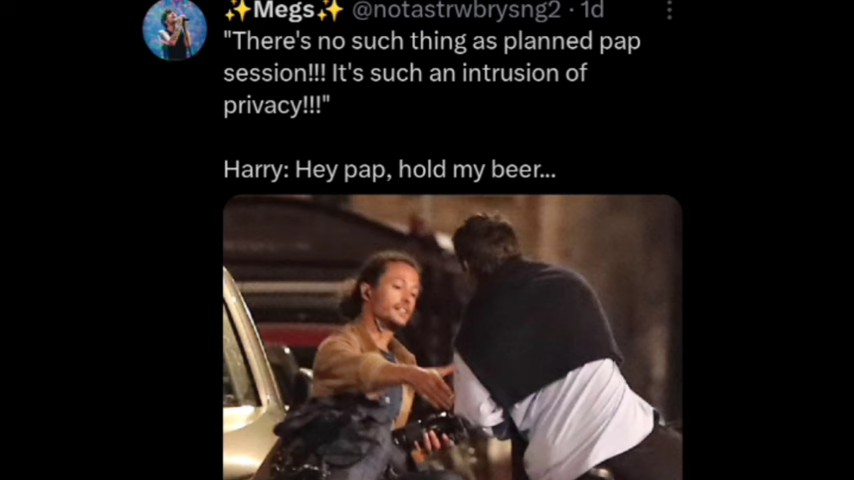 ✨Megs✨ @notastrwbrysng2 · 1d
"There's no such thing as planned pap
session!!! It's such an intrusion of
privacy!!!"
Harry: Hey pap, hold my beer...